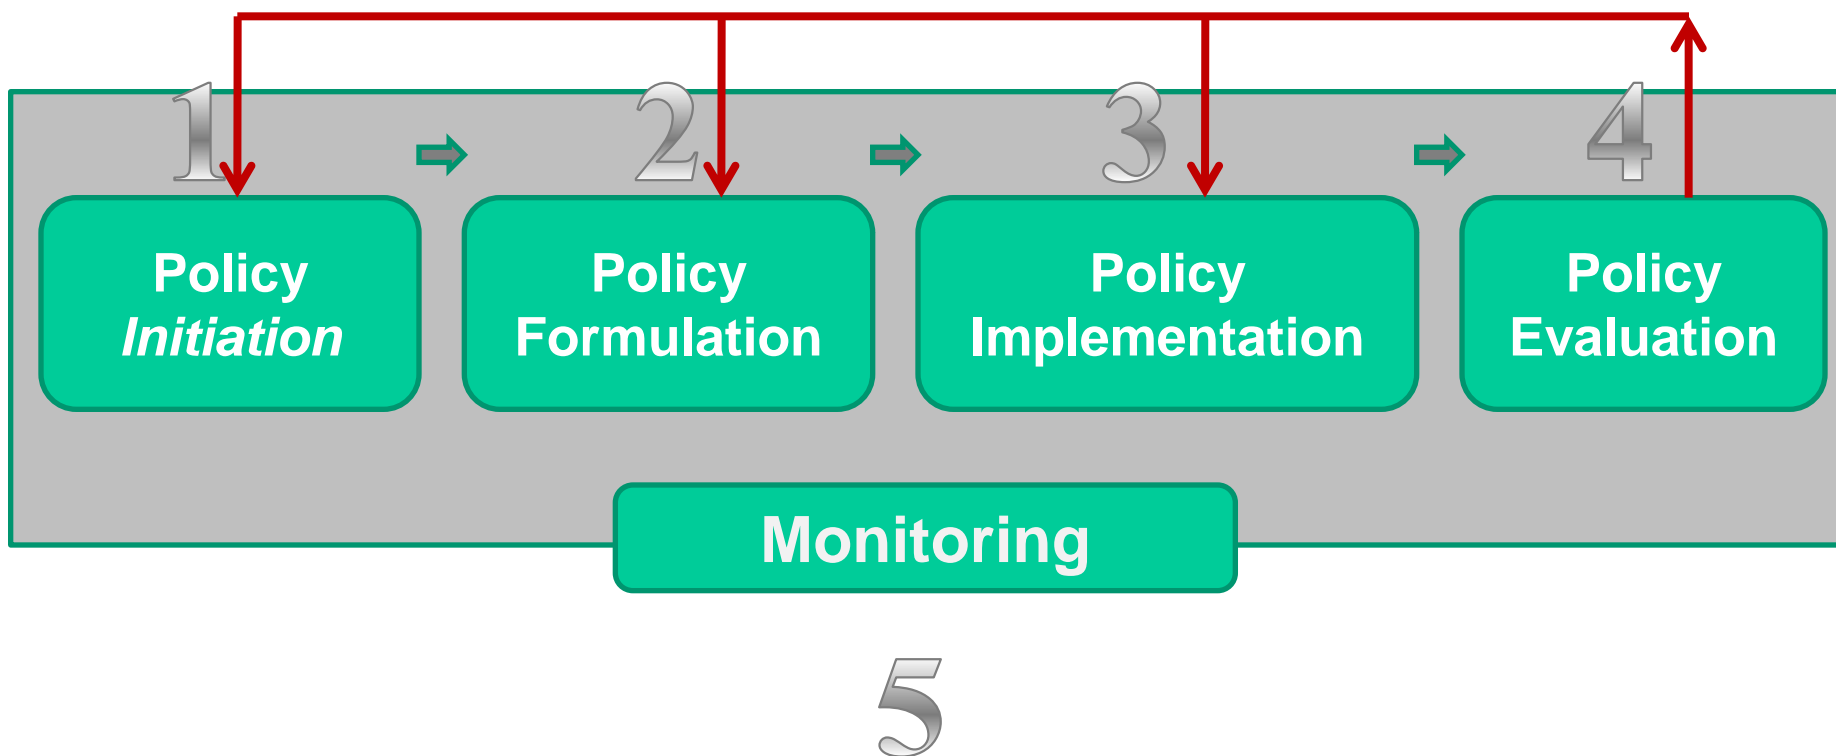 1
2
3
4
Policy
Initiation
Policy
Formulation
Policy
Implementation
Policy
Evaluation
Monitoring
5